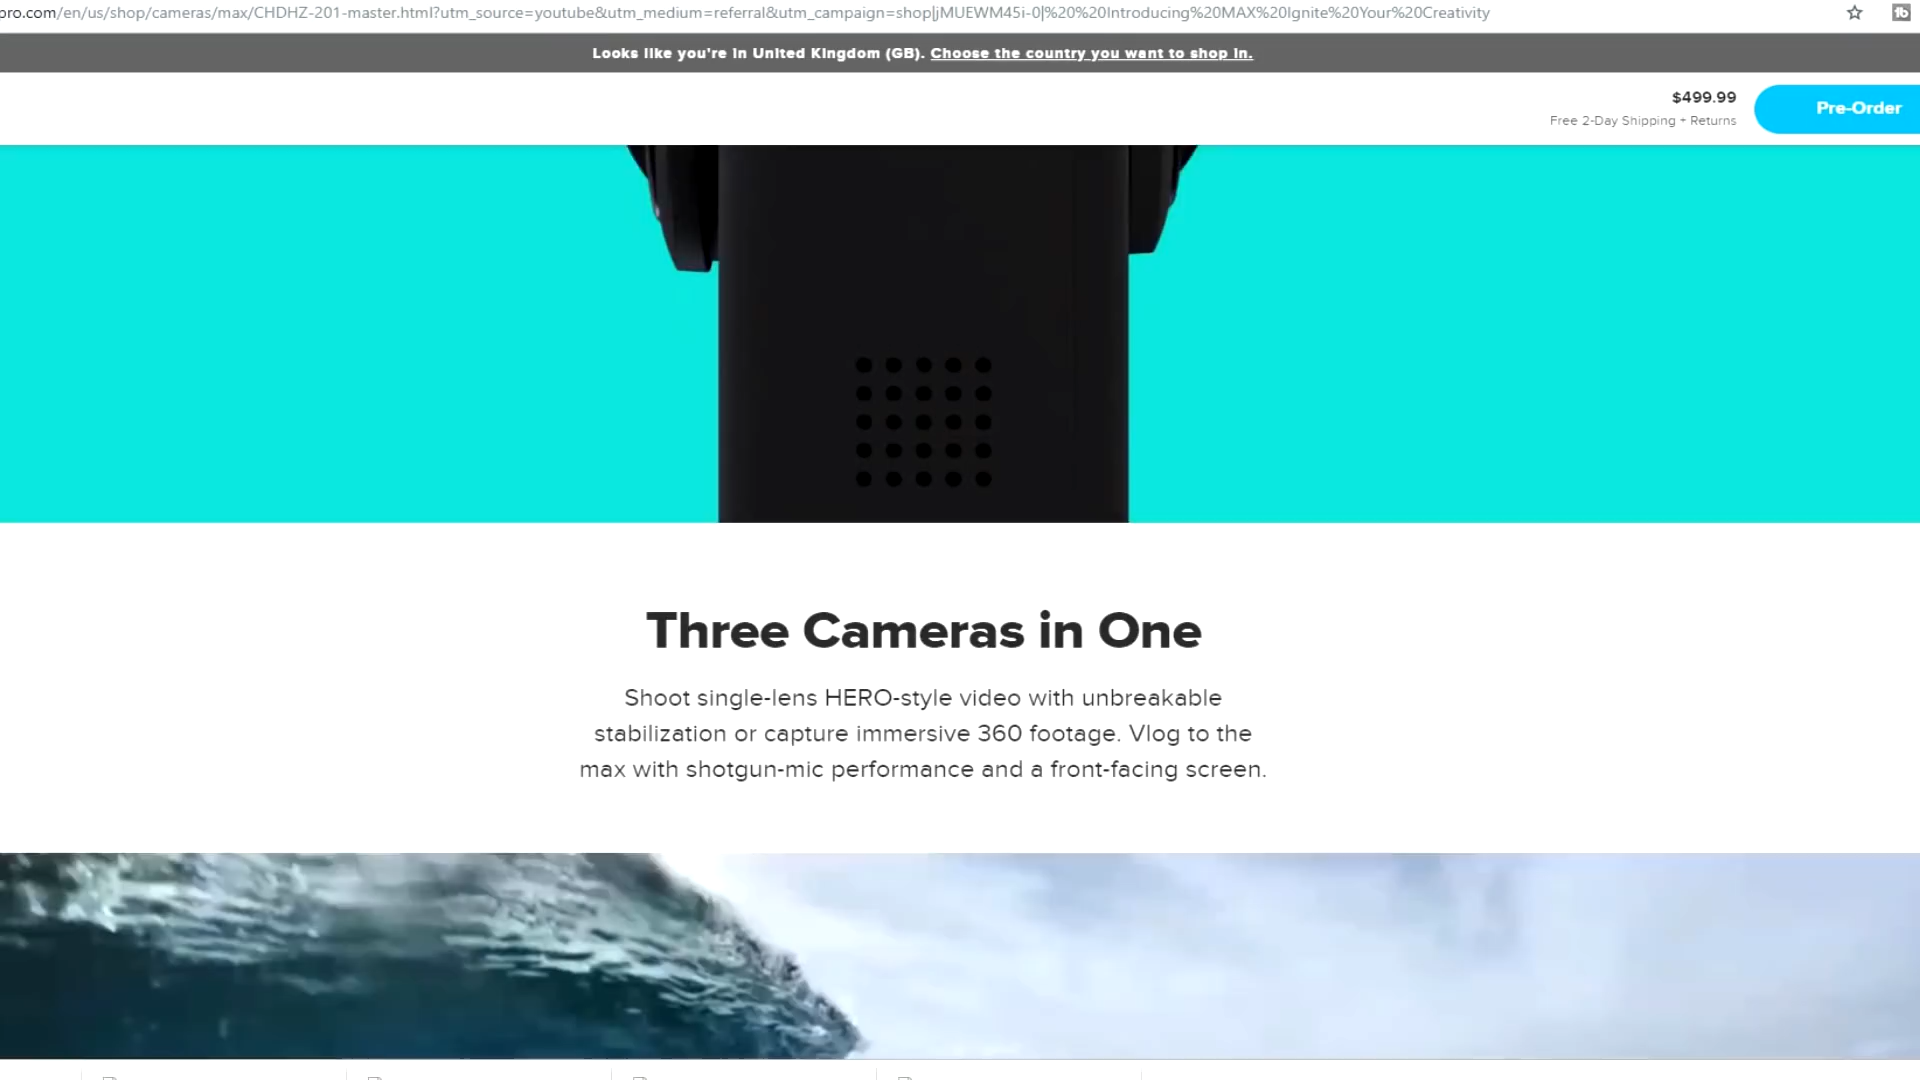 pro.com/en/us/shop/cameras/max/CHDHZ-201-master.html?utm_source=youtube&utm_medium=referral&utm_campaign=shop|jMUEWM45i-0|%20%20Introducing%20MAX%20Ignite%20Your%20Creativity
Looks like you're in United Kingdom (GB). Choose the country you want to shop in.
$499.99
Free 2-Day Shipping + Returns
Pre-Order
Three Cameras in One
Shoot single-lens HERO-style video with unbreakable
stabilization or capture immersive 360 footage. Vlog to the
max with shotgun-mic performance and a front-facing screen.